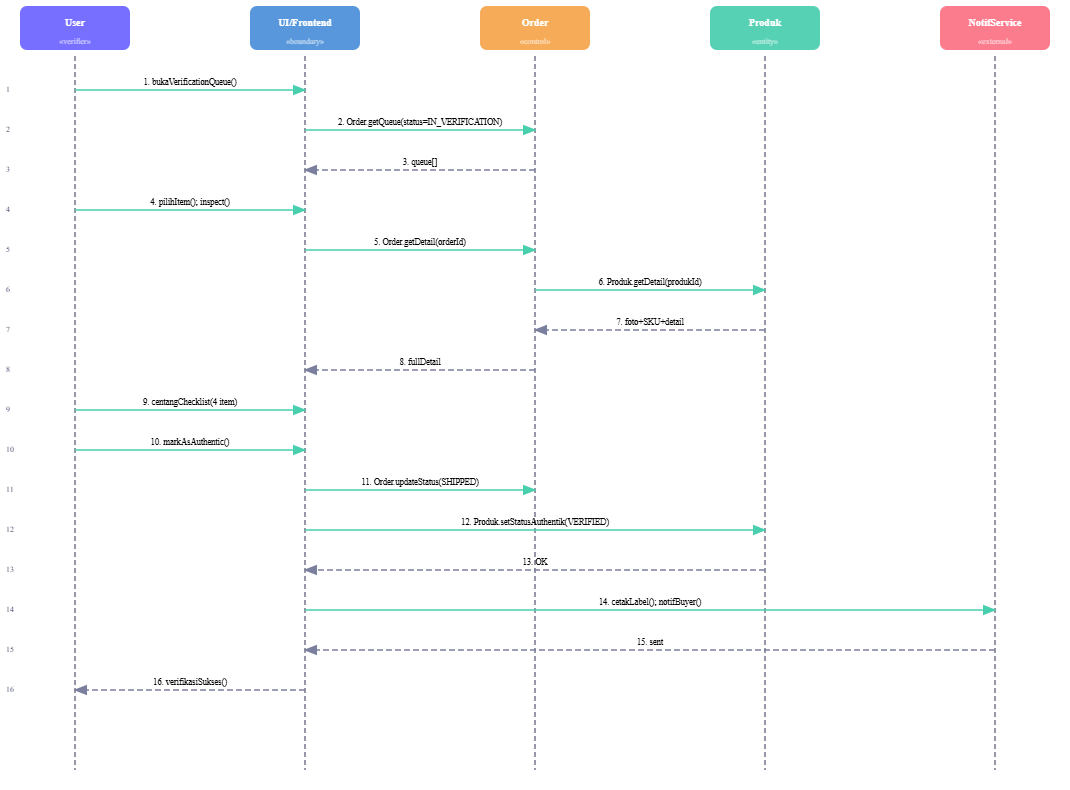 User
«verifier»
UI/Frontend
«boundary»
Order
«control»
Produk
«entity»
NotifService
«external»
1
1. bukaVerificationQueue()
2
2. Order.getQueue(status=IN_VERIFICATION)
3
3. queue[]
4
4. pilihItem(); inspect()
5
5. Order.getDetail(orderId)
6
6. Produk.getDetail(produkId)
7
7. foto+SKU+detail
8
8. fullDetail
9
9. centangChecklist(4 item)
10
10. markAsAuthentic()
11
11. Order.updateStatus(SHIPPED)
12
12. Produk.setStatusAuthentik(VERIFIED)
13
13. OK
14
14. cetakLabel(); notifBuyer()
15
15. sent
16
16. verifikasiSukses()